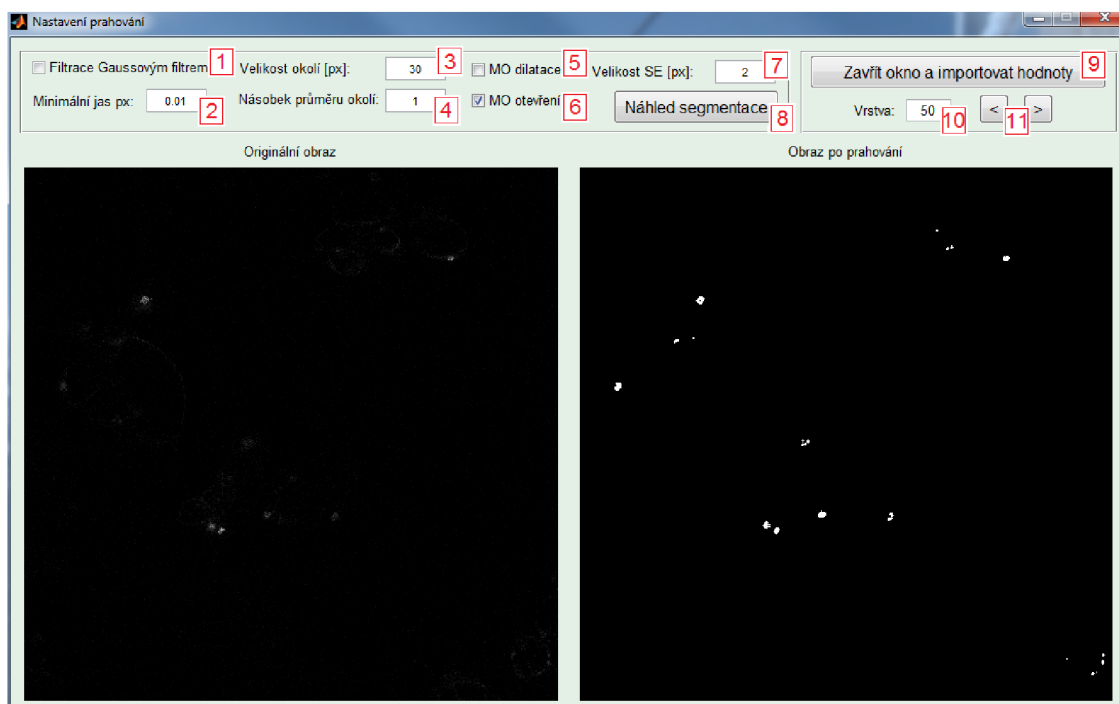 Nastavení prahování
Filtrace Gaussovým filtrem 1 Velikost okolí [px]: 30 3 MO dilatace 5 Velikost SE [px]: 2 7 Zavřít okno a importovat hodnoty 9
Minimální jas px: 0.01 2 Násobek průměru okolí: 1 4 MO otevření 6 Náhled segmentace 8 Vrstva: 50 10 < 11 >
Originální obraz Obraz po prahování